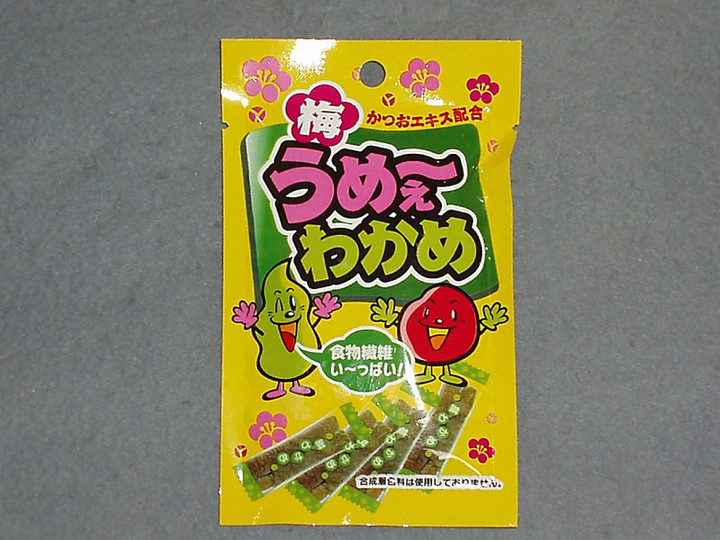 梅
かつおエキス配合
うめ〜ぇ
わかめ
食物繊維
い〜っぱい!
合成着色料は使用しておりません。